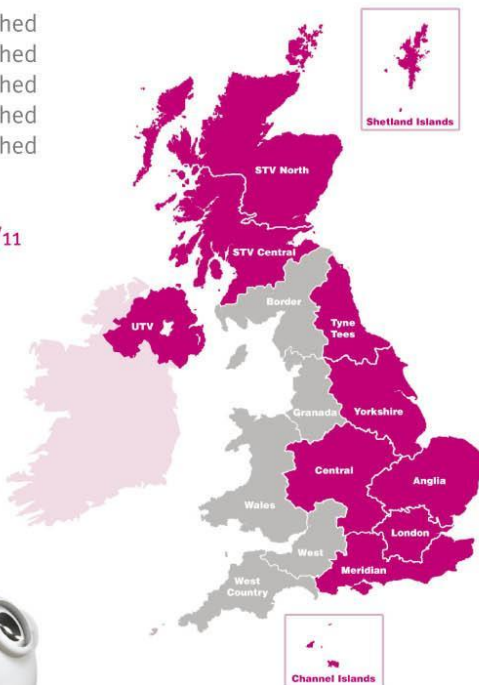 hed
hed
hed
hed
hed
/11
Shetland Islands
STV North
STV Central
Border
UTV
Tyne
Tees
Granada
Yorkshire
Central
Anglia
Wales
London
West
Meridian
West
Country
Channel Islands